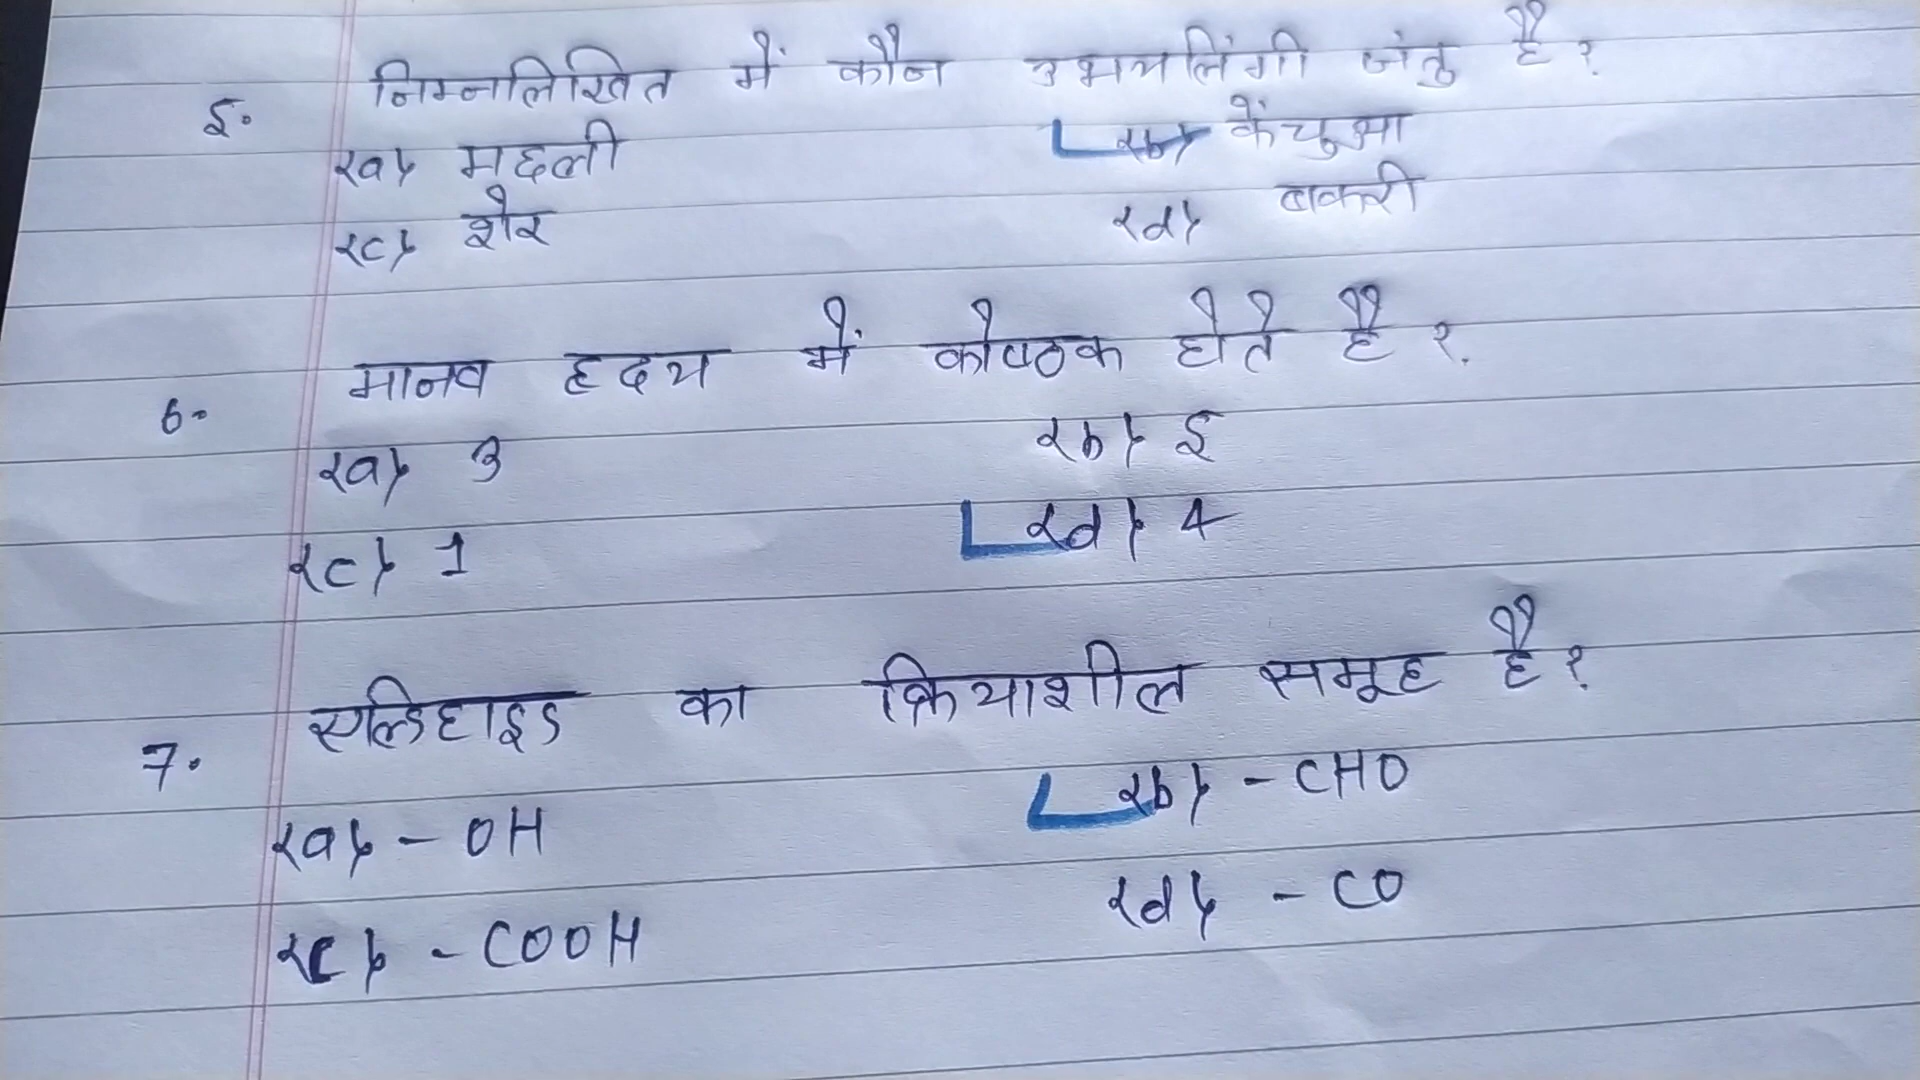 5. निम्नलिखित में कौन उभयलिंगी जंतु है ?
(a) मछली (b) केंचुआ
(c) शेर (d) बकरी
6. मानव हृदय में कोष्ठक होते है ?
(a) 3 (b) 5
(c) 1 (d) 4
7. एल्डिहाइड का क्रियाशील समूह है ?
(a) - OH (b) - CHO
(c) - COOH (d) - CO